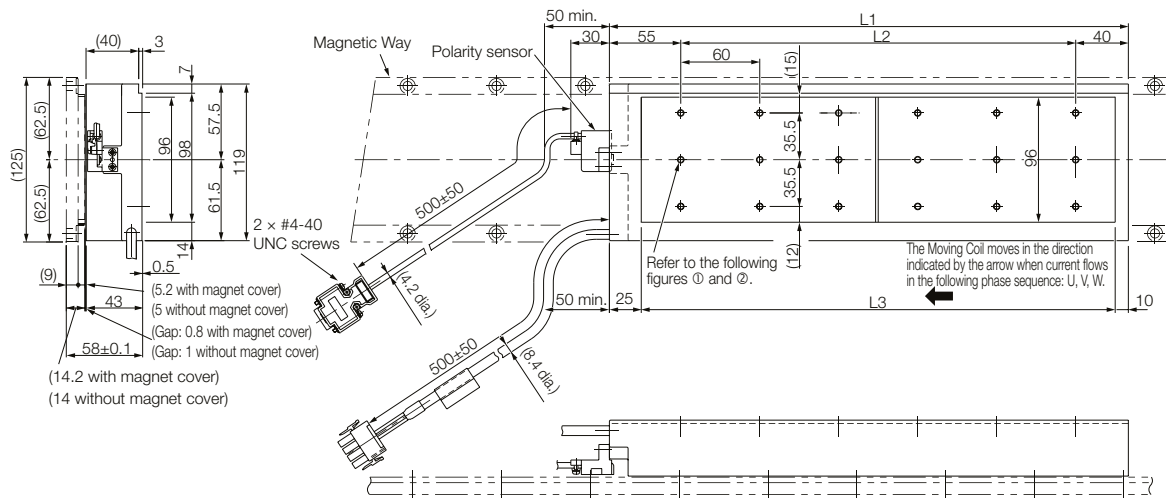 50 min.
L1
(40)
3
30
55
L2
40
Magnetic Way
Polarity sensor
7
60
(15)
(125)
(62.5)
(62.5)
96
98
57.5
61.5
119
14
35.5
35.5
96
(12)
500±50
2 × #4-40
UNC screws
(4.2 dia.)
Refer to the following
figures ① and ②.
The Moving Coil moves in the direction
indicated by the arrow when current flows
in the following phase sequence: U, V, W.
(9)
0.5
(5.2 with magnet cover)
43
(5 without magnet cover)
(Gap: 0.8 with magnet cover)
(Gap: 1 without magnet cover)
58±0.1
(14.2 with magnet cover)
(14 without magnet cover)
50 min.
25
L3
10
500±50
(8.4 dia.)